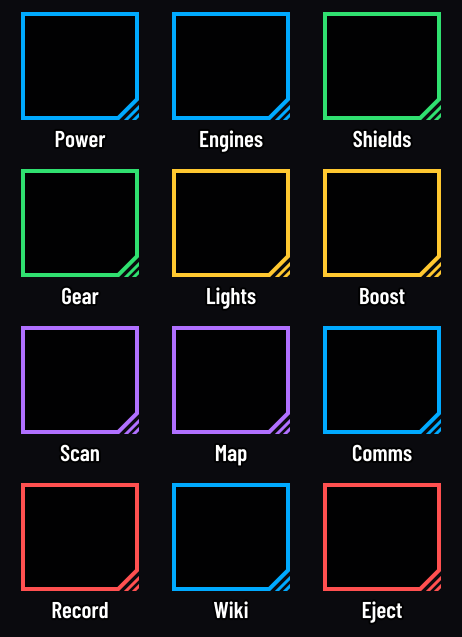 Power
Engines
Shields
Gear
Lights
Boost
Scan
Map
Comms
Record
Wiki
Eject